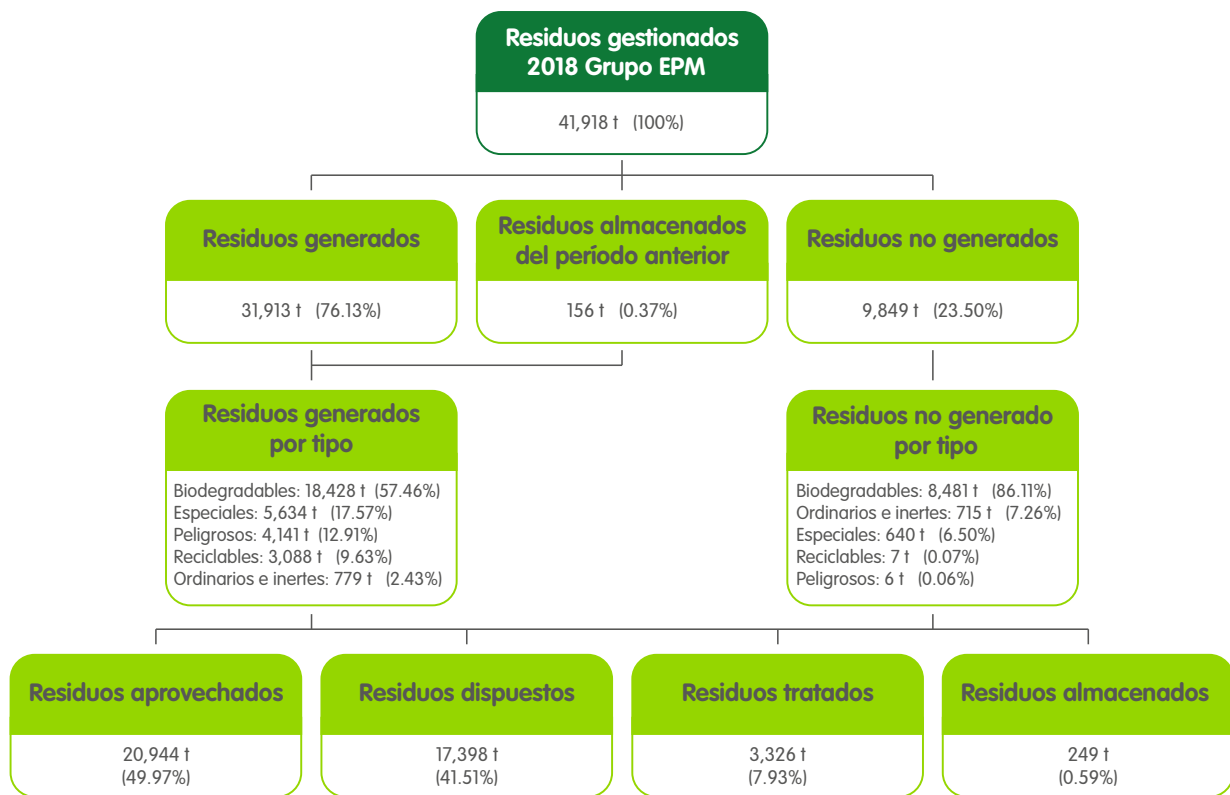 Residuos gestionados
2018 Grupo EPM
41,918 t (100%)
Residuos generados
31,913 t (76.13%)
Residuos almacenados
del período anterior
156 t (0.37%)
Residuos no generados
9,849 t (23.50%)
Residuos generados
por tipo
Biodegradables: 18,428 t (57.46%)
Especiales: 5,634 t (17.57%)
Peligrosos: 4,141 t (12.91%)
Reciclables: 3,088 t (9.63%)
Ordinarios e inertes: 779 t (2.43%)
Residuos no generado
por tipo
Biodegradables: 8,481 t (86.11%)
Ordinarios e inertes: 715 t (7.26%)
Especiales: 640 t (6.50%)
Reciclables: 7 t (0.07%)
Peligrosos: 6 t (0.06%)
Residuos aprovechados
20,944 t
(49.97%)
Residuos dispuestos
17,398 t
(41.51%)
Residuos tratados
3,326 t
(7.93%)
Residuos almacenados
249 t
(0.59%)